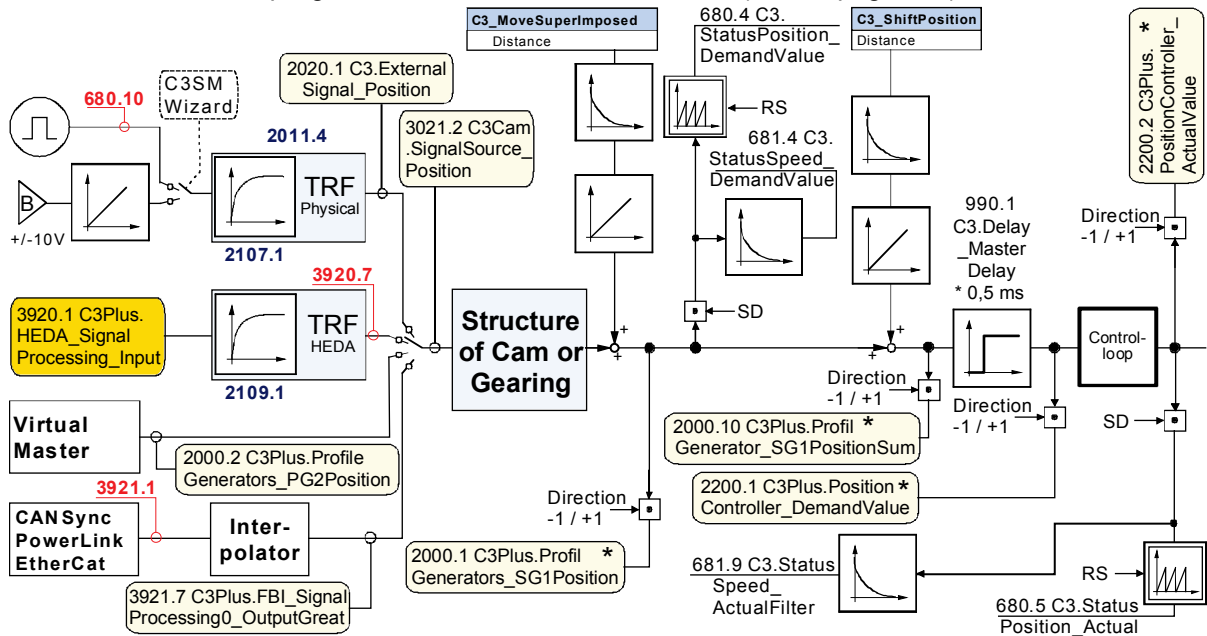 C3_MoveSuperImposed
Distance
680.4 C3.
StatusPosition_
DemandValue
C3_ShiftPosition
Distance
2200.2 C3Plus. *
PositionController_
ActualValue
2020.1 C3.External
Signal_Position
C3SM
Wizard
680.10
3021.2 C3Cam
.SignalSource_
Position
RS
681.4 C3.
StatusSpeed_
DemandValue
2011.4
TRF
Physical
B
+/-10V
2107.1
990.1
C3.Delay
_Master
_Delay
* 0,5 ms
Direction
-1 / +1
3920.7
3920.1 C3Plus.
HEDA_Signal
Processing_Input
TRF
HEDA
2109.1
Structure
of Cam or
Gearing
SD
+
+
+
+
Control-
loop
Direction
-1 / +1
Direction
-1 / +1
SD
2000.10 C3Plus.Profil *
Generator_SG1PositionSum
Virtual
Master
2000.2 C3Plus.Profile
Generators_PG2Position
2200.1 C3Plus.Position *
Controller_DemandValue
3921.1
CANSync
PowerLink
EtherCat
Inter-
polator
Direction
-1 / +1
2000.1 C3Plus.Profil *
Generators_SG1Position
681.9 C3.Status
Speed_
ActualFilter
RS
680.5 C3.Status
Position_Actual
3921.7 C3Plus.FBI_Signal
Processing0_OutputGreat